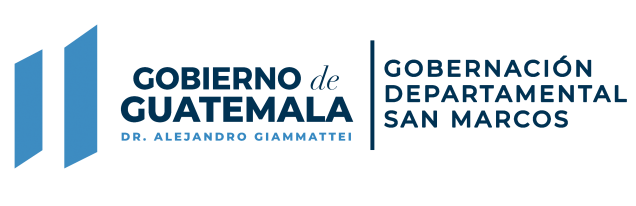 GOBIERNO de
GUATEMALA
DR. ALEJANDRO GIAMMATTEI
GOBERNACIÓN
DEPARTAMENTAL
SAN MARCOS